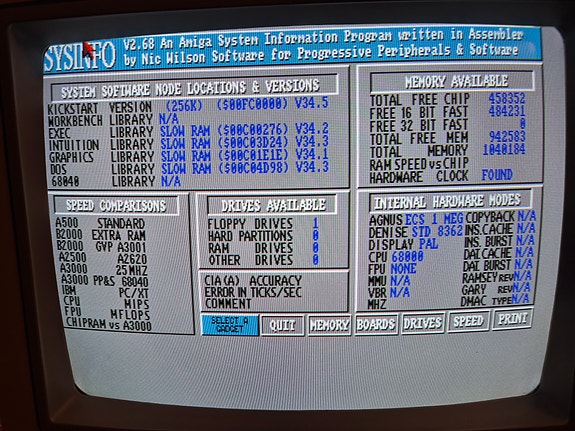 SYSINFO
V2.68 An Amiga System Information Program written in Assembler
by Nic Wilson Software for Progressive Peripherals & Software
SYSTEM SOFTWARE NODE LOCATIONS & VERSIONS
KICKSTART VERSION (256K) ($00FC0000) V34.5
WORKBENCH LIBRARY N/A
EXEC LIBRARY SLOW RAM ($00C00276) V34.2
INTUITION LIBRARY SLOW RAM ($00C03D24) V34.3
GRAPHICS LIBRARY SLOW RAM ($00C01E1E) V34.1
DOS LIBRARY SLOW RAM ($00C04D98) V34.3
68040 LIBRARY N/A
MEMORY AVAILABLE
TOTAL FREE CHIP 458352
FREE 16 BIT FAST 484231
FREE 32 BIT FAST 0
TOTAL FREE MEM 942583
TOTAL MEMORY 1040184
RAM SPEED vs CHIP
HARDWARE CLOCK FOUND
SPEED COMPARISONS
A500 STANDARD
B2000 EXTRA RAM
B2000 GVP A3001
A2500 A2620
A3000 25MHZ
A3000 PP&S 68040
IBM PC/XT
CPU MIPS
FPU MFLOPS
CHIPRAM vs A3000
DRIVES AVAILABLE
FLOPPY DRIVES 1
HARD PARTITIONS 0
RAM DRIVES 0
OTHER DRIVES 0
CIA(A) ACCURACY
ERROR IN TICKS/SEC
COMMENT
INTERNAL HARDWARE MODES
AGNUS ECS 1 MEG COPYBACK N/A
DENISE STD 8362 INS.CACHE N/A
DISPLAY PAL INS. BURST N/A
CPU 68000 DAT.CACHE N/A
FPU NONE DAT. BURST N/A
MMU N/A RAMSEY REV N/A
VBR N/A GARY REV N/A
MHZ DMAC TYPE N/A
SELECT A GADGET QUIT MEMORY BOARDS DRIVES SPEED PRINT